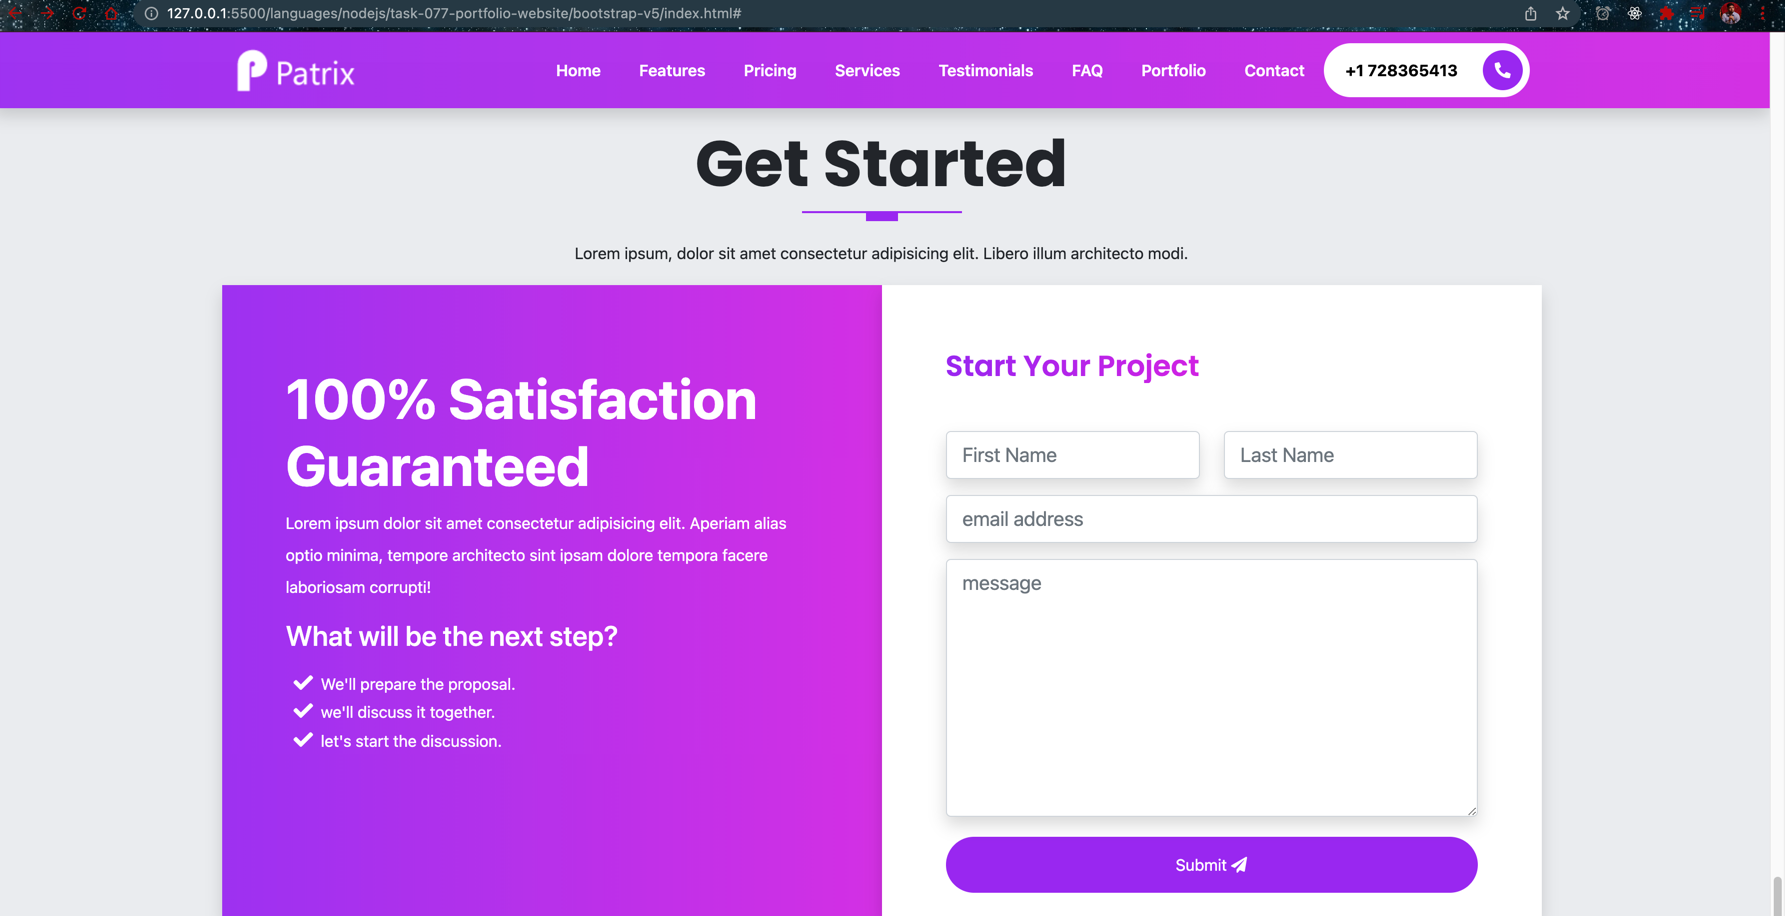 127.0.0.1:5500/languages/nodejs/task-077-portfolio-website/bootstrap-v5/index.html#
Patrix
Home Features Pricing Services Testimonials FAQ Portfolio Contact +1 728365413
Get Started
Lorem ipsum, dolor sit amet consectetur adipisicing elit. Libero illum architecto modi.
100% Satisfaction
Guaranteed
Lorem ipsum dolor sit amet consectetur adipisicing elit. Aperiam alias
optio minima, tempore architecto sint ipsam dolore tempora facere
laboriosam corrupti!
What will be the next step?
We'll prepare the proposal.
we'll discuss it together.
let's start the discussion.
Start Your Project
First Name Last Name
email address
message
Submit